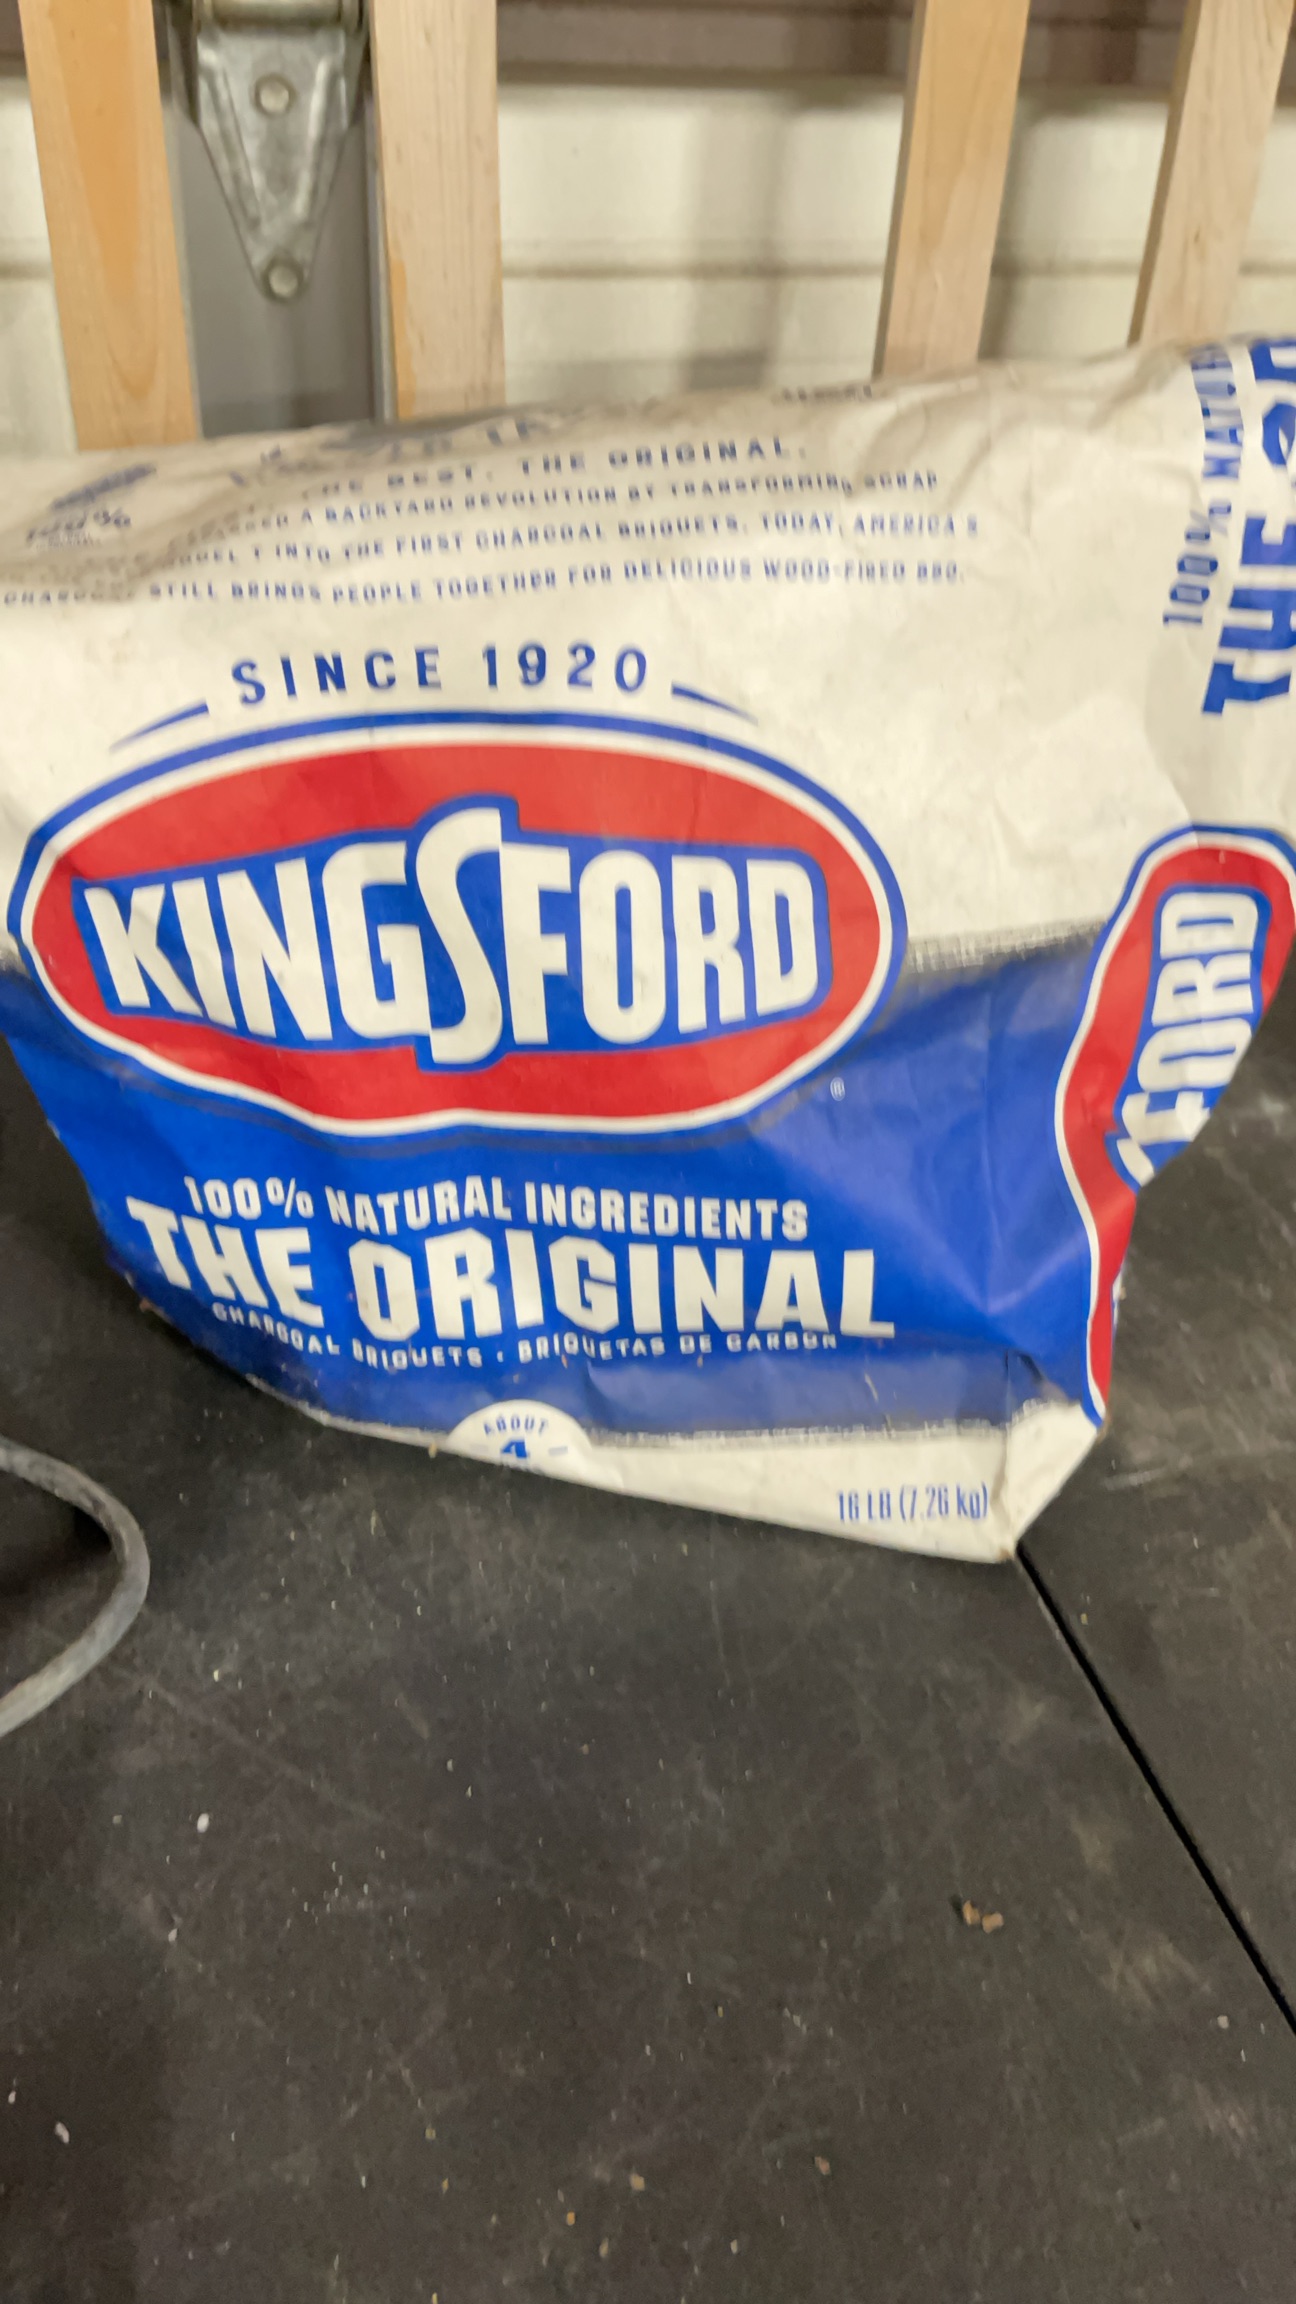 100%
THE BEST. THE ORIGINAL.
A BACKYARD REVOLUTION BY TRANSFORMING SCRAP
INTO THE FIRST CHARCOAL BRIQUETS. TODAY, AMERICA'S
STILL BRINGS PEOPLE TOGETHER FOR DELICIOUS WOOD-FIRED BBQ.
SINCE 1920
KINGSFORD
®
100% NATURAL INGREDIENTS
THE ORIGINAL
CHARCOAL BRIQUETS · BRIQUETAS DE CARBON
ABOUT
4
16 LB (7.26 kg)
100% NATU
THE
FORD